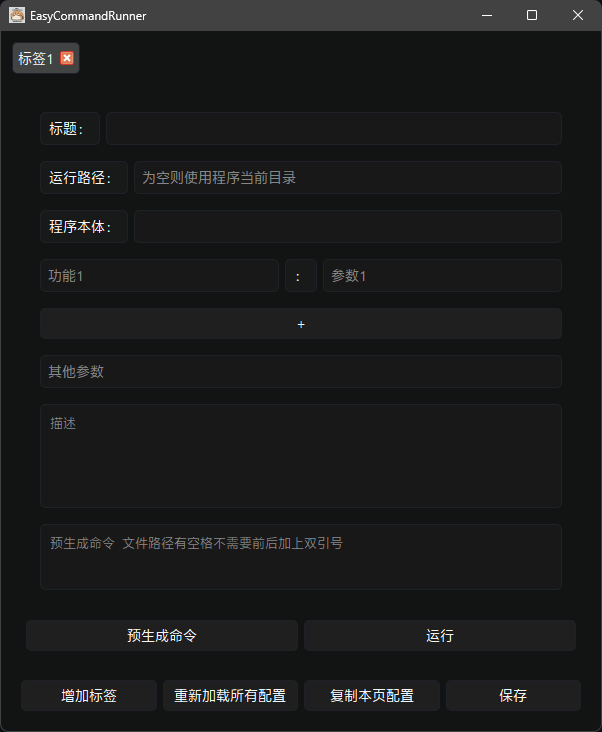 EasyCommandRunner
标签1
标题：
运行路径： 为空则使用程序当前目录
程序本体：
功能1 ： 参数1
+
其他参数
描述
预生成命令 文件路径有空格不需要前后加上双引号
预生成命令 运行
增加标签 重新加载所有配置 复制本页配置 保存